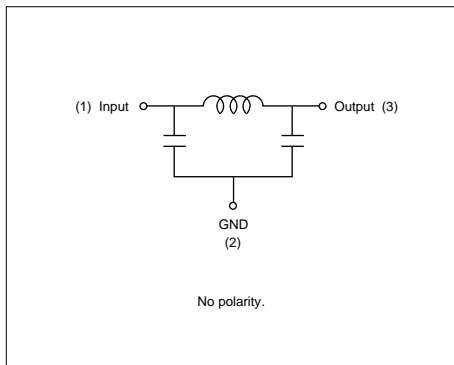 (1) Input Output (3)
GND
(2)
No polarity.